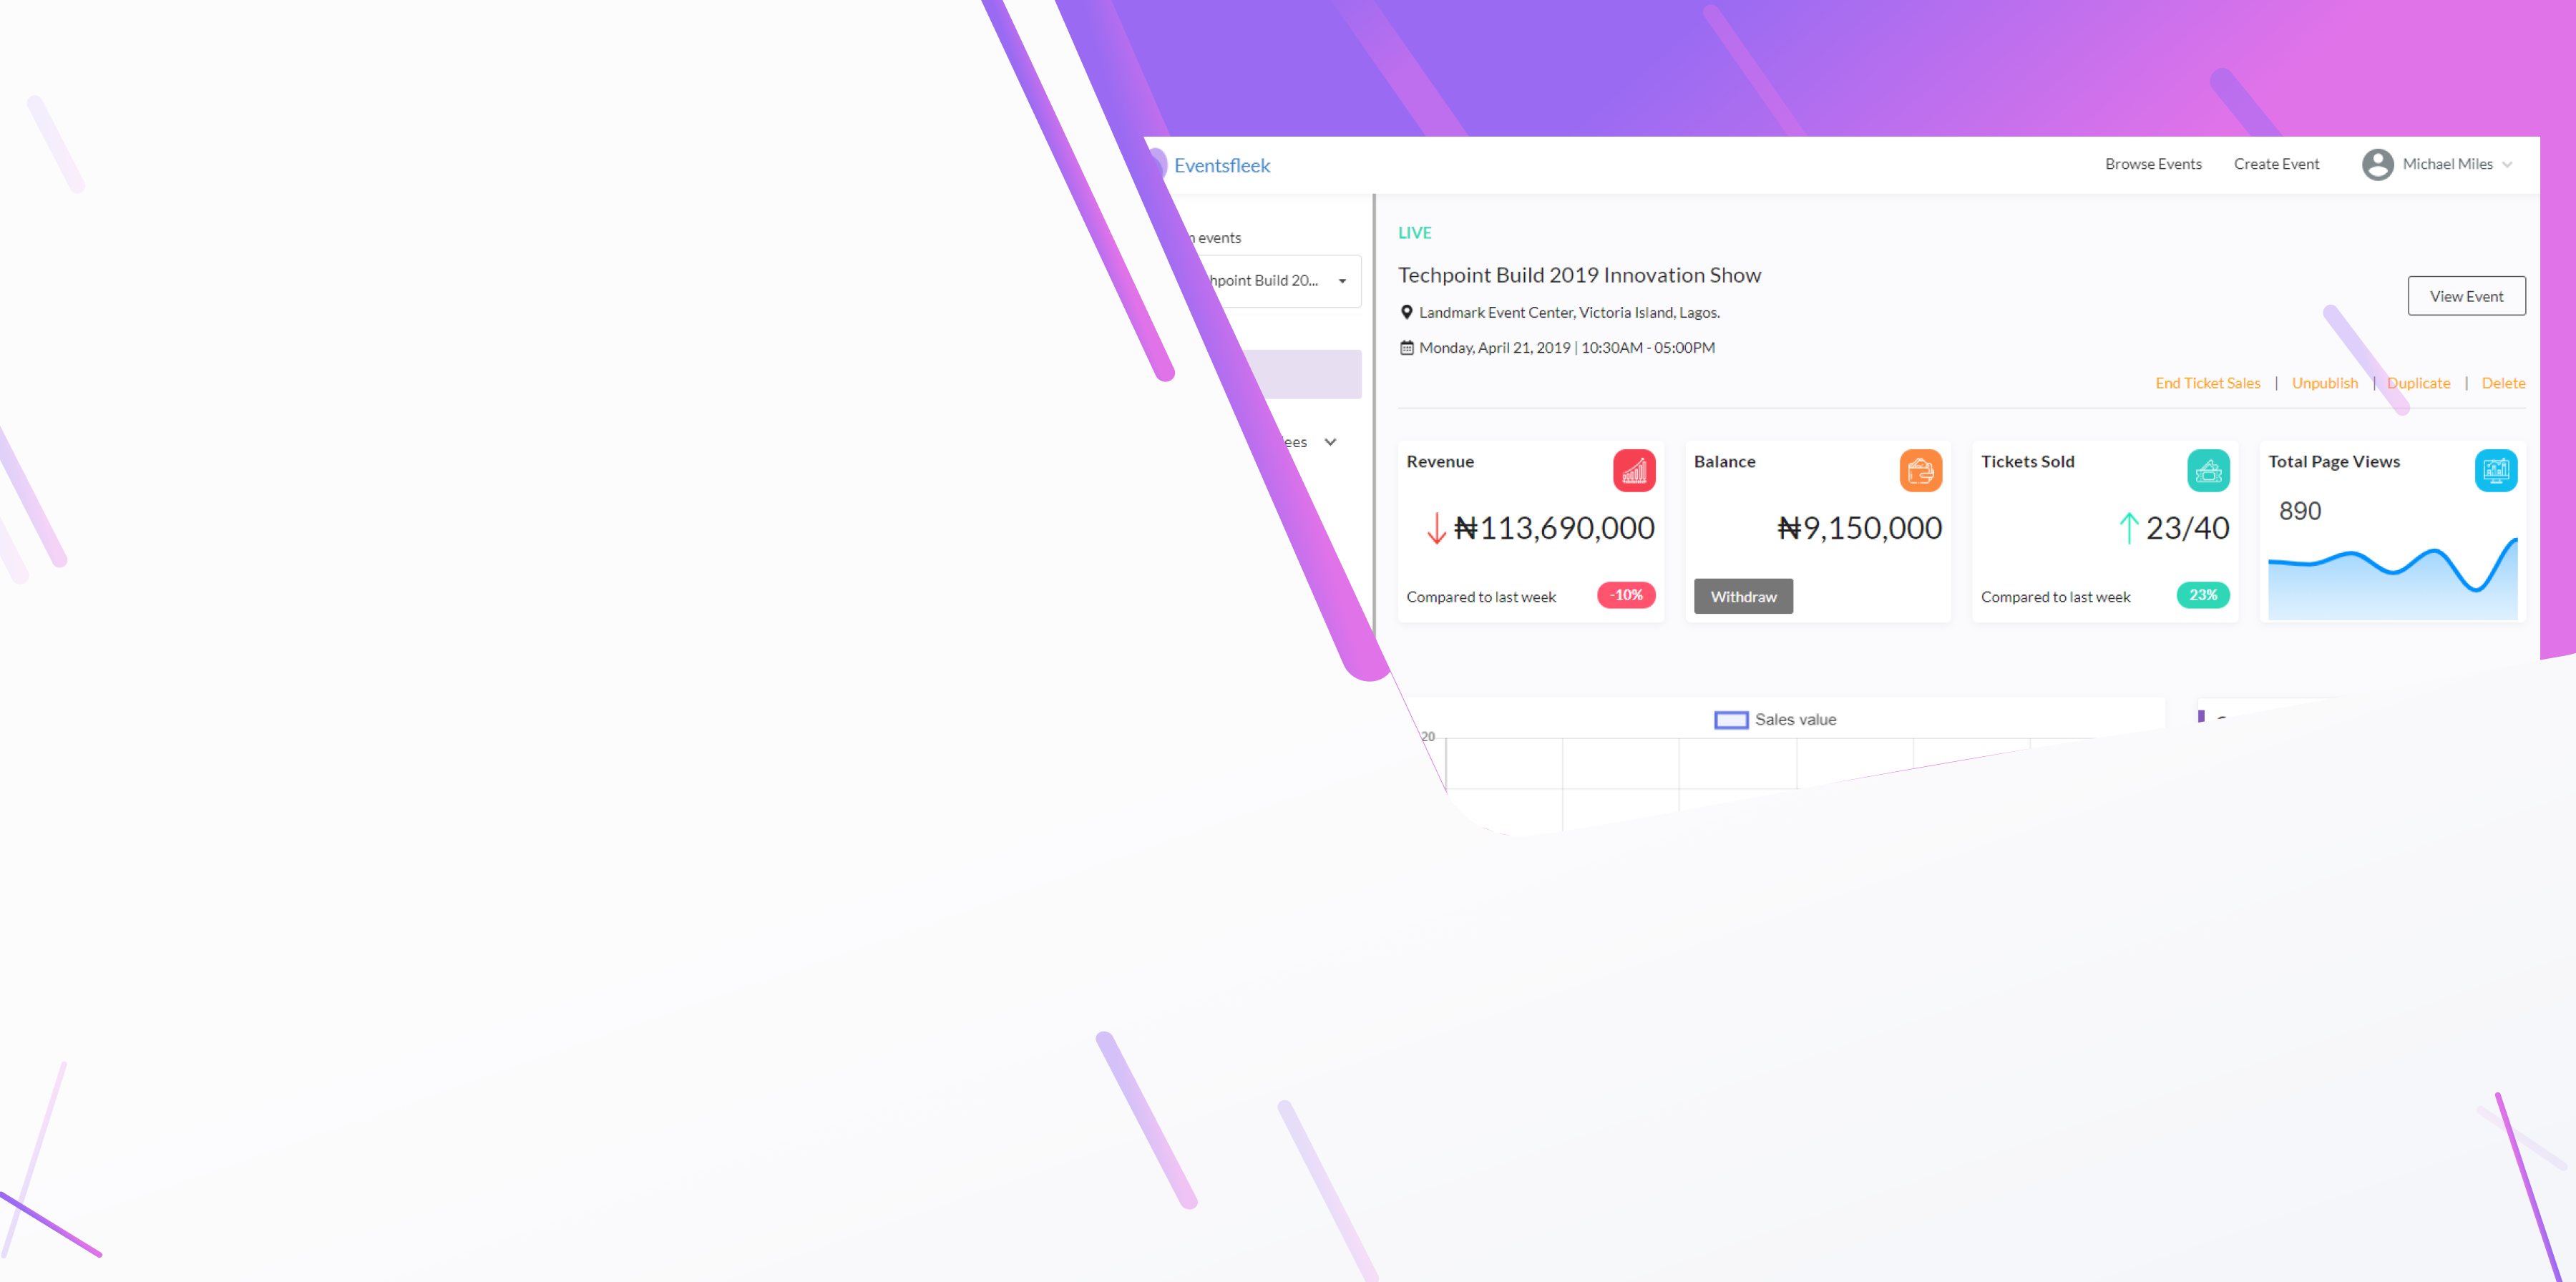 Eventsfleek
Browse Events
Create Event
Michael Miles
events
LIVE
Techpoint Build 2019 Innovation Show
hpoint Build 20...
View Event
Landmark Event Center, Victoria Island, Lagos.
Monday, April 21, 2019 | 10:30AM - 05:00PM
End Ticket Sales | Unpublish | Duplicate | Delete
ees
Revenue
₦113,690,000
Compared to last week
-10%
Balance
₦9,150,000
Withdraw
Tickets Sold
23/40
Compared to last week
23%
Total Page Views
890
Sales value
20